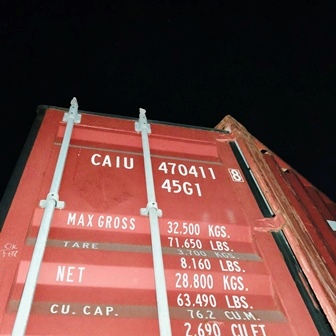 CAIU 470411 8
45G1
MAX GROSS 32.500 KGS.
71.650 LBS.
TARE 3.700 KGS.
8.160 LBS.
NET 28.800 KGS.
63.490 LBS.
CU. CAP. 76.2 CU.M.
2.690 CU.FT.